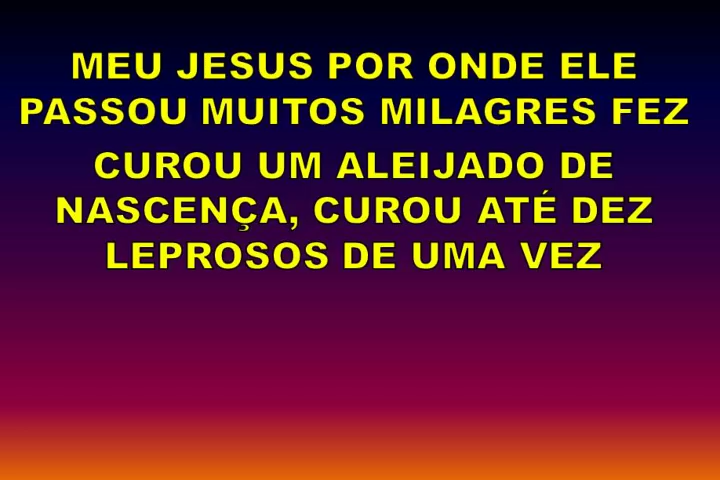 MEU JESUS POR ONDE ELE
PASSOU MUITOS MILAGRES FEZ
CUROU UM ALEIJADO DE
NASCENÇA, CUROU ATÉ DEZ
LEPROSOS DE UMA VEZ